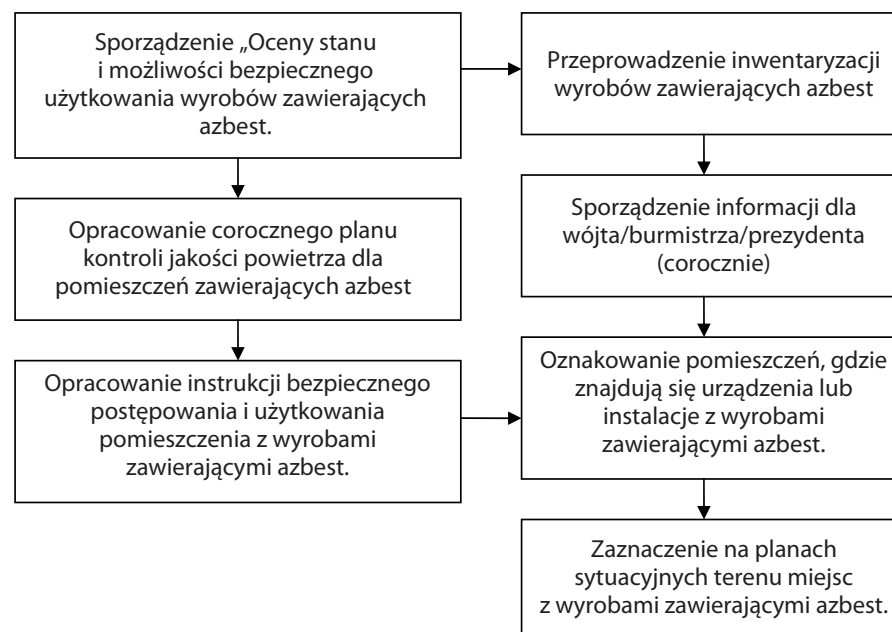 Sporządzenie „Oceny stanu
i możliwości bezpiecznego
użytkowania wyrobów zawierających
azbest.
Przeprowadzenie inwentaryzacji
wyrobów zawierających azbest
Opracowanie corocznego planu
kontroli jakości powietrza dla
pomieszczeń zawierających azbest
Sporządzenie informacji dla
wójta/burmistrza/prezydenta
(corocznie)
Opracowanie instrukcji bezpiecznego
postępowania i użytkowania
pomieszczenia z wyrobami
zawierającymi azbest.
Oznakowanie pomieszczeń, gdzie
znajdują się urządzenia lub
instalacje z wyrobami
zawierającymi azbest.
Zaznaczenie na planach
sytuacyjnych terenu miejsc
z wyrobami zawierającymi azbest.